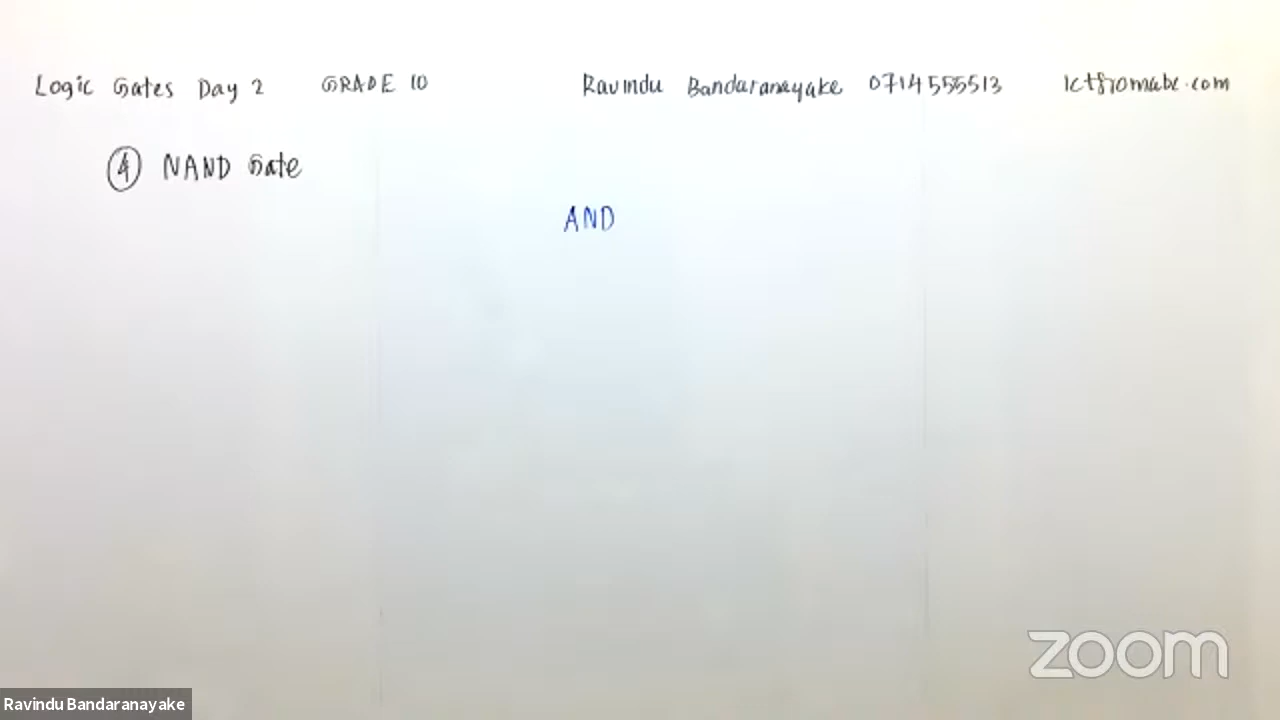 Logic Gates Day 2 GRADE 10 Ravindu Bandaranayake 0714555513 ictfromabc.com
④ NAND Gate
AND
zoom
Ravindu Bandaranayake